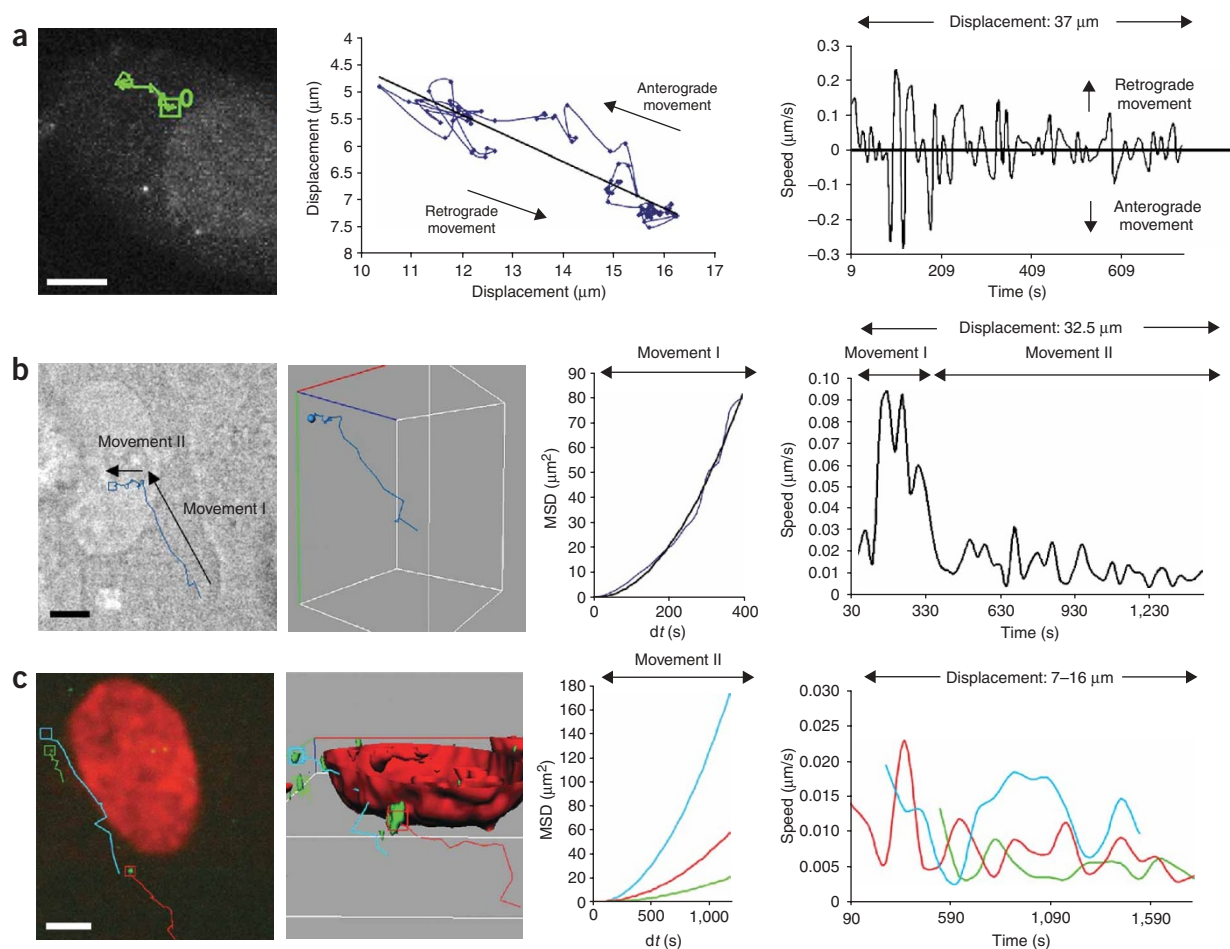 a
0
Displacement (μm)
4
4.5
5
5.5
6
6.5
7
7.5
8
10 11 12 13 14 15 16 17
Displacement (μm)
Anterograde
movement
Retrograde
movement
Displacement: 37 μm
Speed (μm/s)
0.3
0.2
0.1
0
–0.1
–0.2
–0.3
9 209 409 609
Time (s)
Retrograde
movement
Anterograde
movement
b
Movement II
Movement I
Movement I
MSD (μm²)
90
80
70
60
50
40
30
20
10
0
0 200 400
dt (s)
Displacement: 32.5 μm
Movement I Movement II
Speed (μm/s)
0.10
0.09
0.08
0.07
0.06
0.05
0.04
0.03
0.02
0.01
0.01
30 330 630 930 1,230
Time (s)
c
Movement II
MSD (μm²)
180
160
140
120
100
80
60
40
20
0
0 500 1,000
dt (s)
Displacement: 7–16 μm
Speed (μm/s)
0.030
0.025
0.020
0.015
0.010
0.005
0
90 590 1,090 1,590
Time (s)